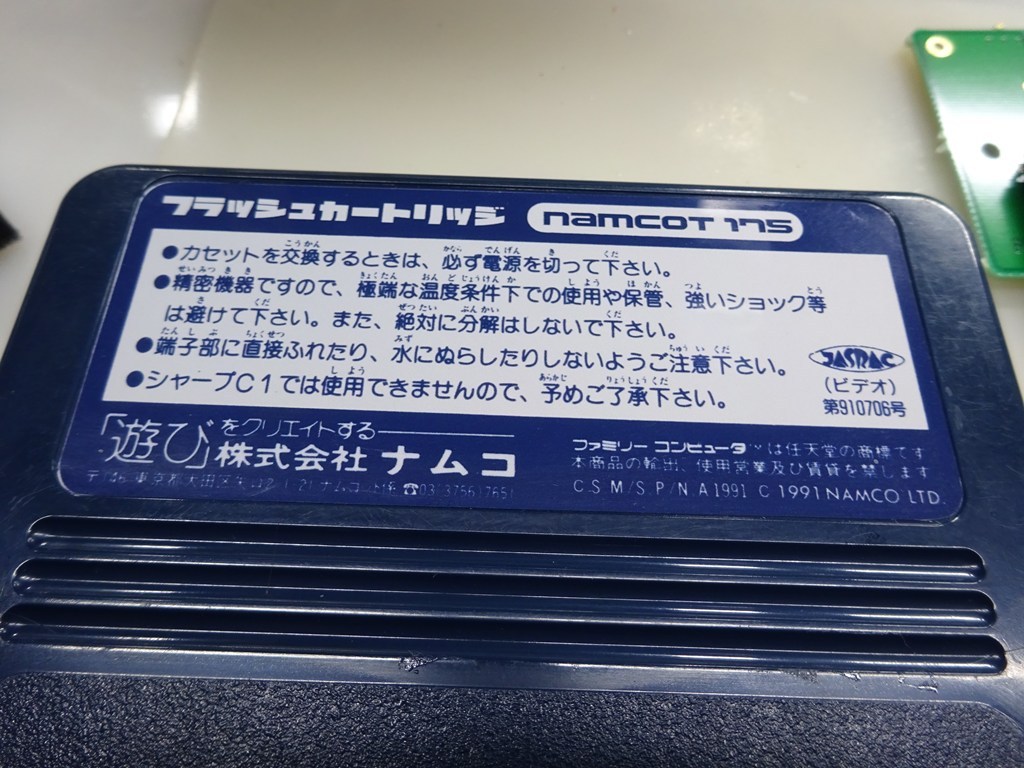 フラッシュカートリッジ namcot 175
●カセットを交換するときは、必ず電源を切って下さい。
●精密機器ですので、極端な温度条件下での使用や保管、強いショック等
は避けて下さい。また、絶対に分解はしないで下さい。
●端子部に直接ふれたり、水にぬらしたりしないようご注意下さい。
●シャープC1では使用できませんので、予めご了承下さい。
JASRAC
(ビデオ)
第910706号
「遊び」をクリエイトする
株式会社 ナムコ
東京都大田区
ファミリー コンピュータ™は任天堂の商標です
本商品の輸出、使用営業及び賃貸を禁じます
C.S.M/S.P/N.A1991 C 1991 NAMCO LTD.